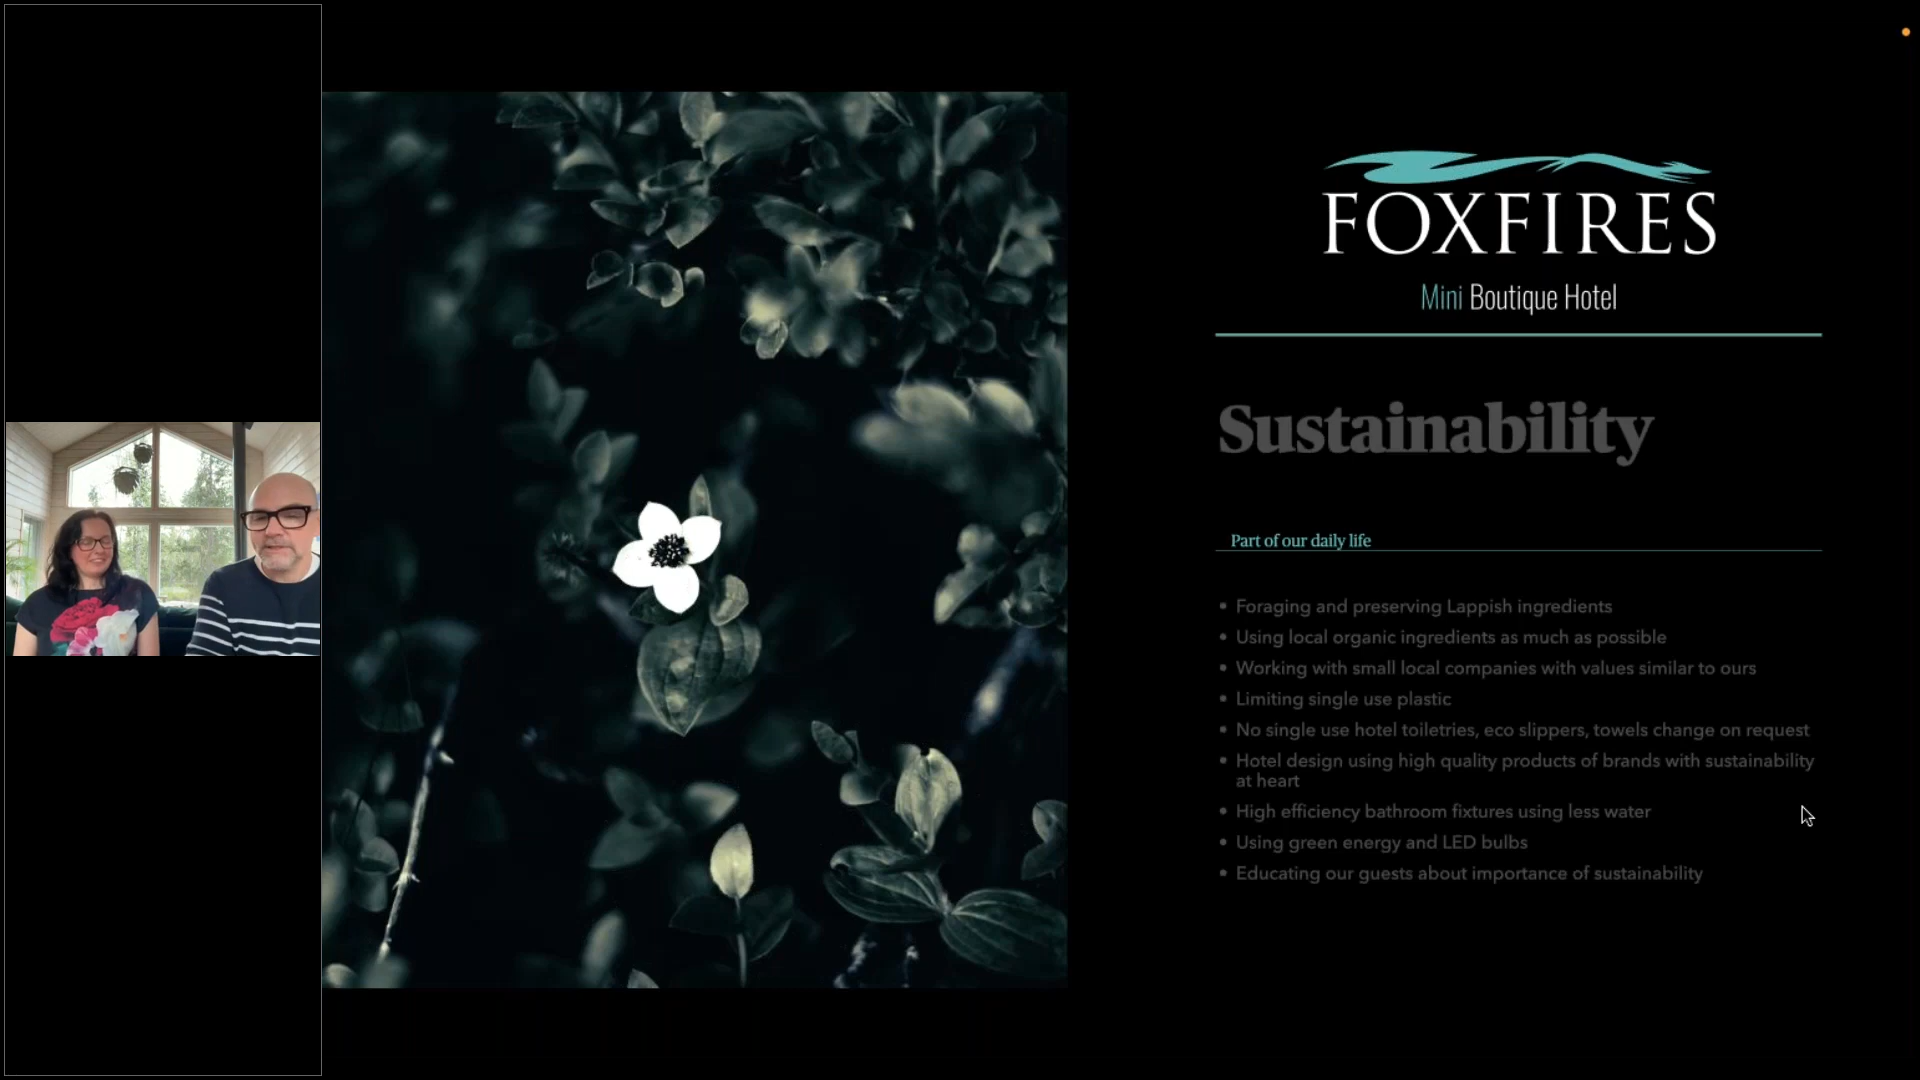 FOXFIRES
Mini Boutique Hotel
Sustainability
Part of our daily life
• Foraging and preserving Lappish ingredients
• Using local organic ingredients as much as possible
• Working with small local companies with values similar to ours
• Limiting single use plastic
• No single use hotel toiletries, eco slippers, towels change on request
• Hotel design using high quality products of brands with sustainability
at heart
• High efficiency bathroom fixtures using less water
• Using green energy and LED bulbs
• Educating our guests about importance of sustainability